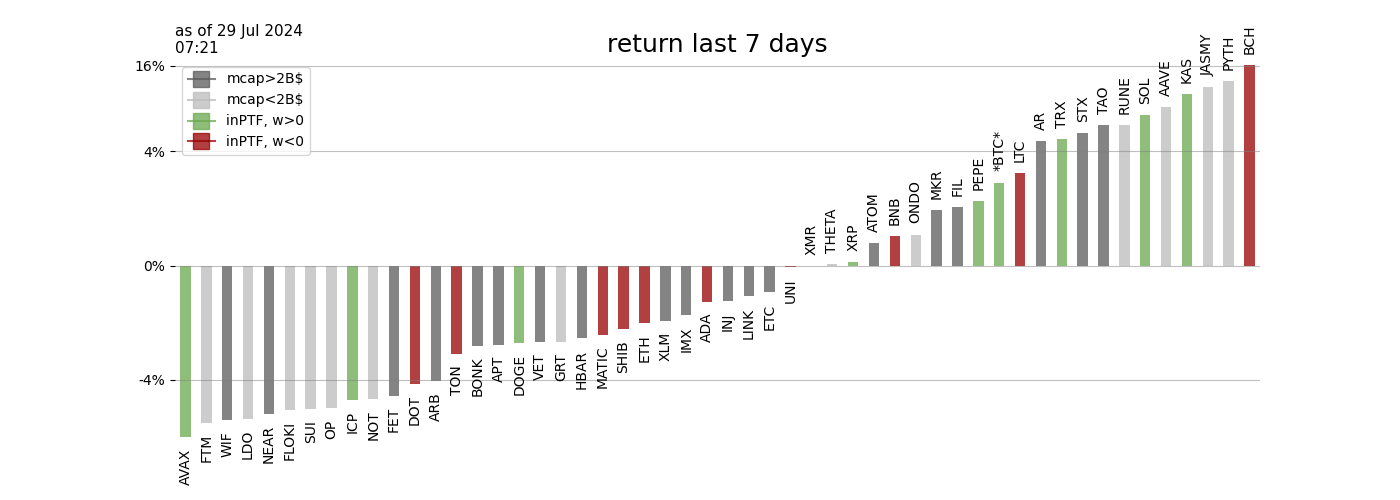 as of 29 Jul 2024
07:21
return last 7 days
mcap>2B$
mcap<2B$
inPTF, w>0
inPTF, w<0
16%
4%
0%
-4%
AVAX
FTM
WIF
LDO
NEAR
FLOKI
SUI
OP
ICP
NOT
FET
DOT
ARB
TON
BONK
APT
DOGE
VET
GRT
HBAR
MATIC
SHIB
ETH
XLM
IMX
ADA
INJ
LINK
ETC
UNI
XMR
THETA
XRP
ATOM
BNB
ONDO
MKR
FIL
PEPE
*BTC*
LTC
AR
TRX
STX
TAO
RUNE
SOL
AAVE
KAS
JASMY
PYTH
BCH